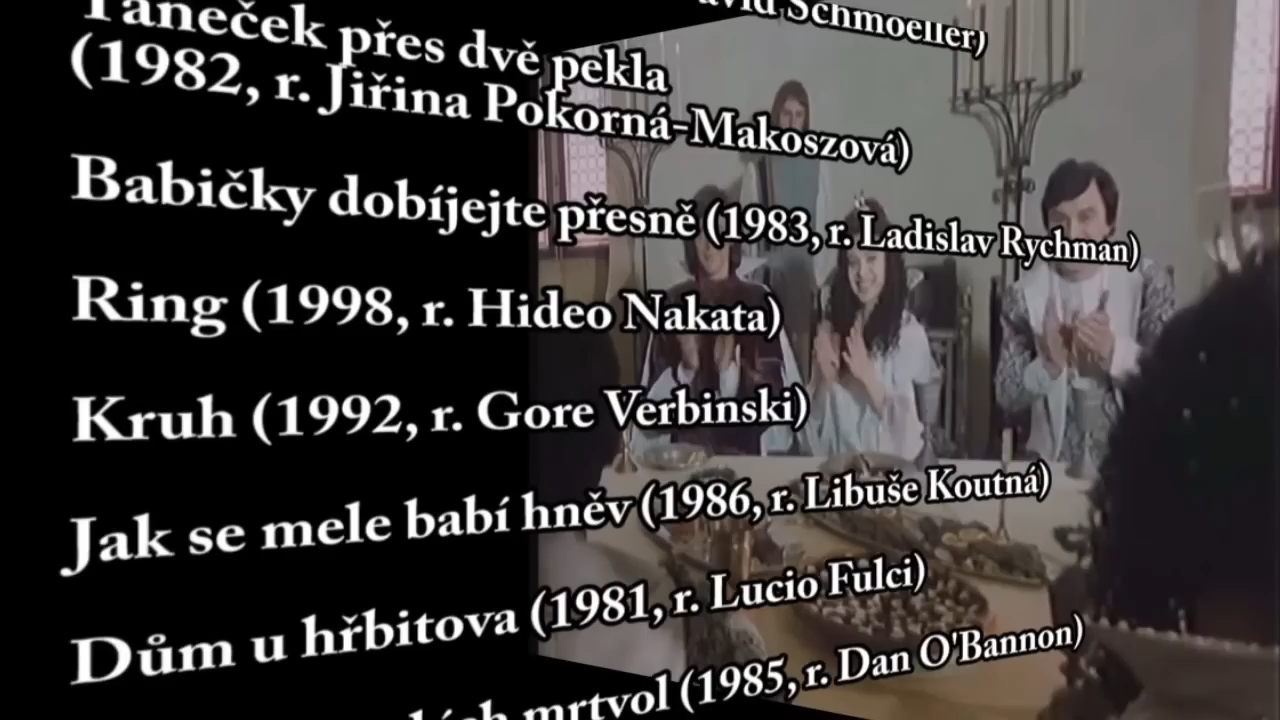 Schmoeller)
Taneček přes dvě pekla
(1982, r. Jiřina Pokorná-Makoszová)
Babičky dobíjejte přesně (1983, r. Ladislav Rychman)
Ring (1998, r. Hideo Nakata)
Kruh (1992, r. Gore Verbinski)
Jak se mele babí hněv (1986, r. Libuše Koutná)
Dům u hřbitova (1981, r. Lucio Fulci)
mrtvol (1985, r. Dan O'Bannon)